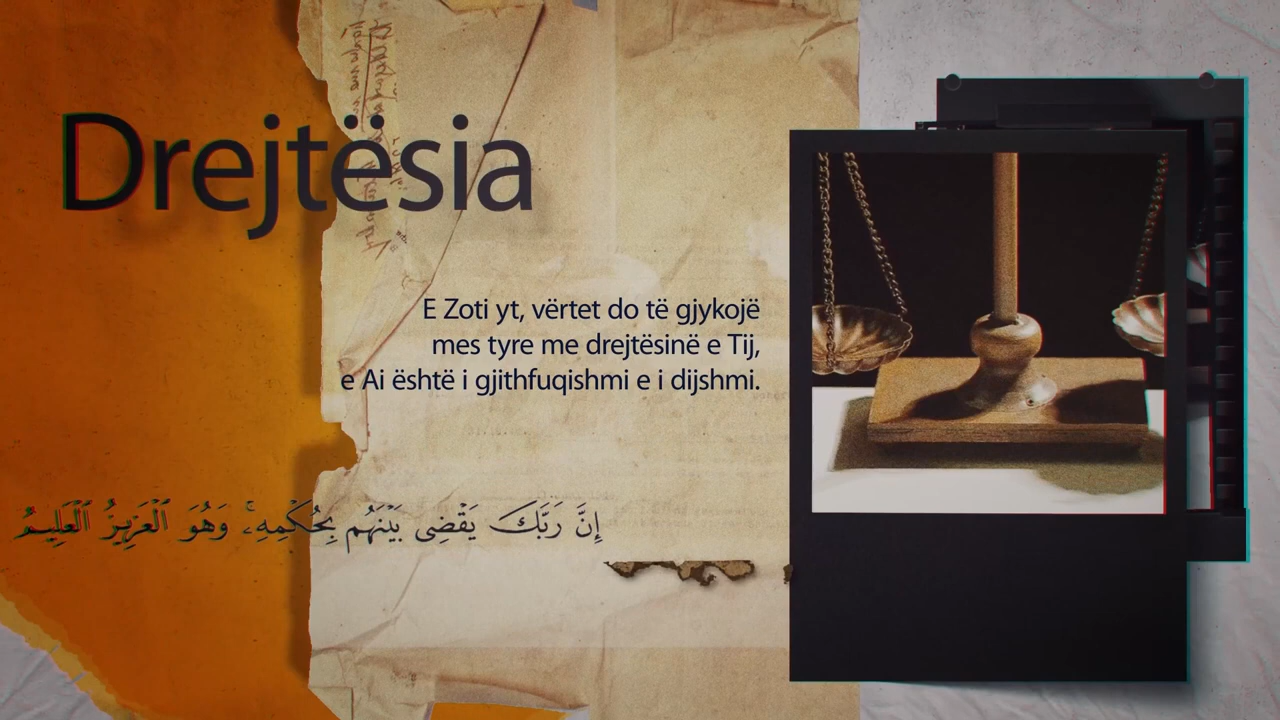 Drejtësia
E Zoti yt, vërtet do të gjykojë
mes tyre me drejtësinë e Tij,
e Ai është i gjithfuqishmi e i dijshmi.
إِنَّ رَبَّكَ يَقْضِى بَيْنَهُم بِحُكْمِهِۦ ۚ وَهُوَ ٱلْعَزِيزُ ٱلْعَلِيمُ